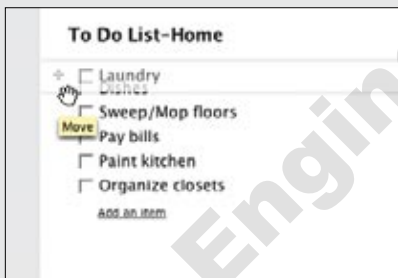 To Do List-Home
Laundry
Dishes
Sweep/Mop floors
Move
Pay bills
Paint kitchen
Organize closets
Add an item
Engin